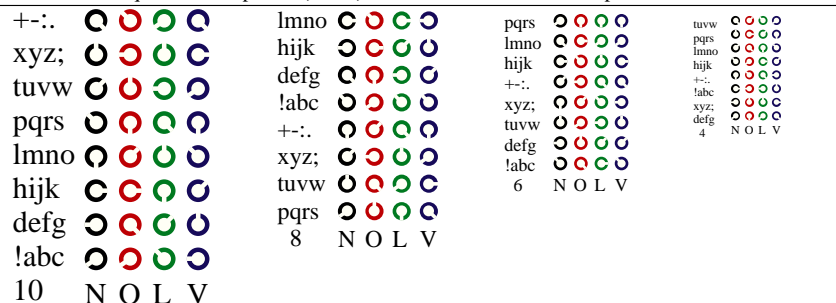 +-:.
xyz;
tuvw
pqrs
lmno
hijk
defg
!abc
10 N O L V
lmno
hijk
defg
!abc
+-:.
xyz;
tuvw
pqrs
8 N O L V
pqrs
lmno
hijk
+-:.
xyz;
tuvw
defg
!abc
6 N O L V
tuvw
pqrs
lmno
hijk
+-:.
!abc
xyz;
defg
4 N O L V